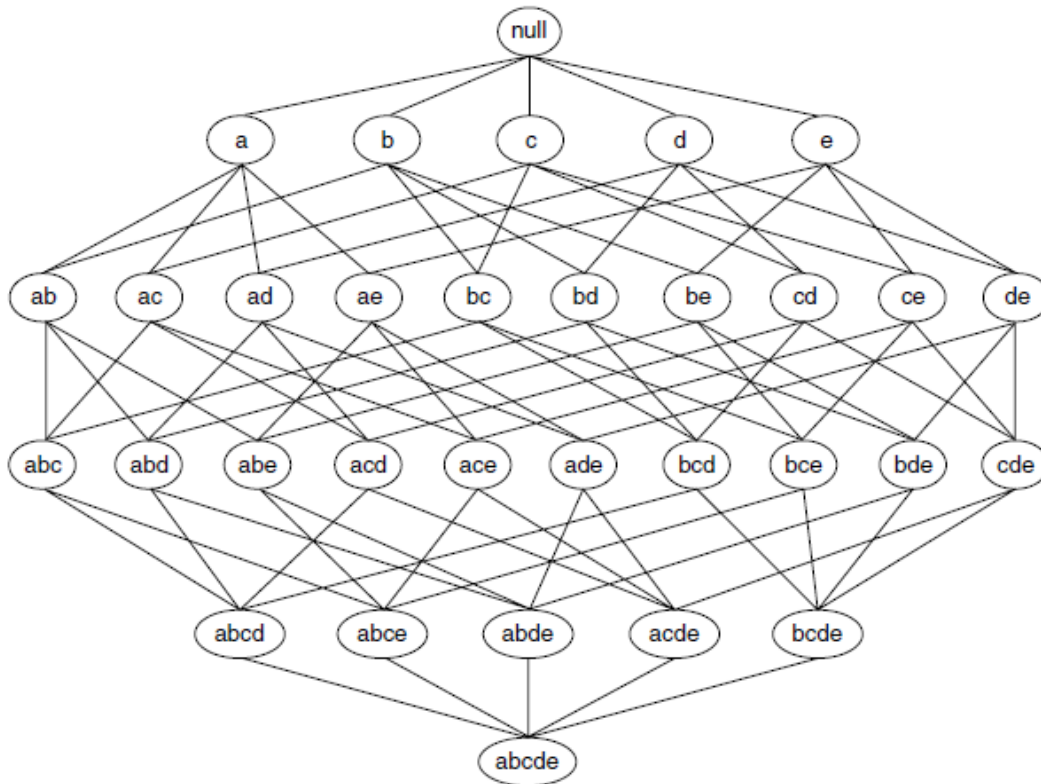 null
a b c d e
ab ac ad ae bc bd be cd ce de
abc abd abe acd ace ade bcd bce bde cde
abcd abce abde acde bcde
abcde